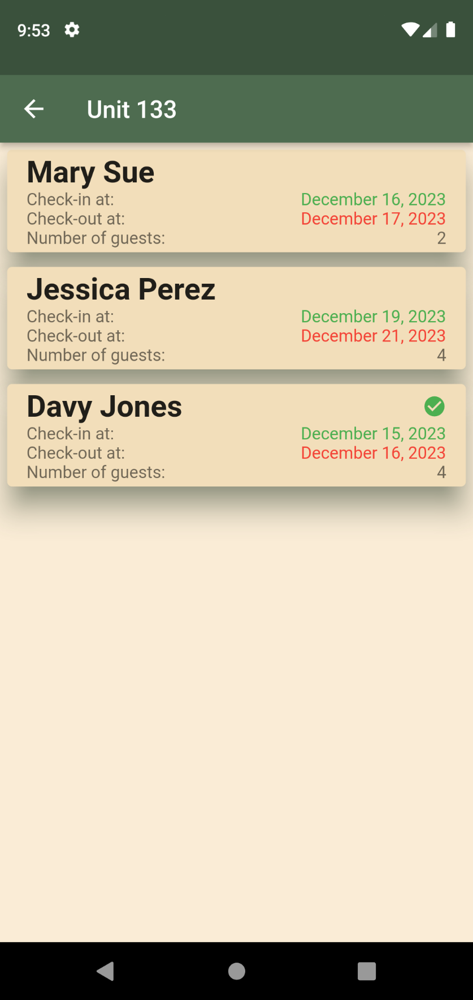 9:53
Unit 133
Mary Sue
Check-in at: December 16, 2023
Check-out at: December 17, 2023
Number of guests: 2
Jessica Perez
Check-in at: December 19, 2023
Check-out at: December 21, 2023
Number of guests: 4
Davy Jones
Check-in at: December 15, 2023
Check-out at: December 16, 2023
Number of guests: 4